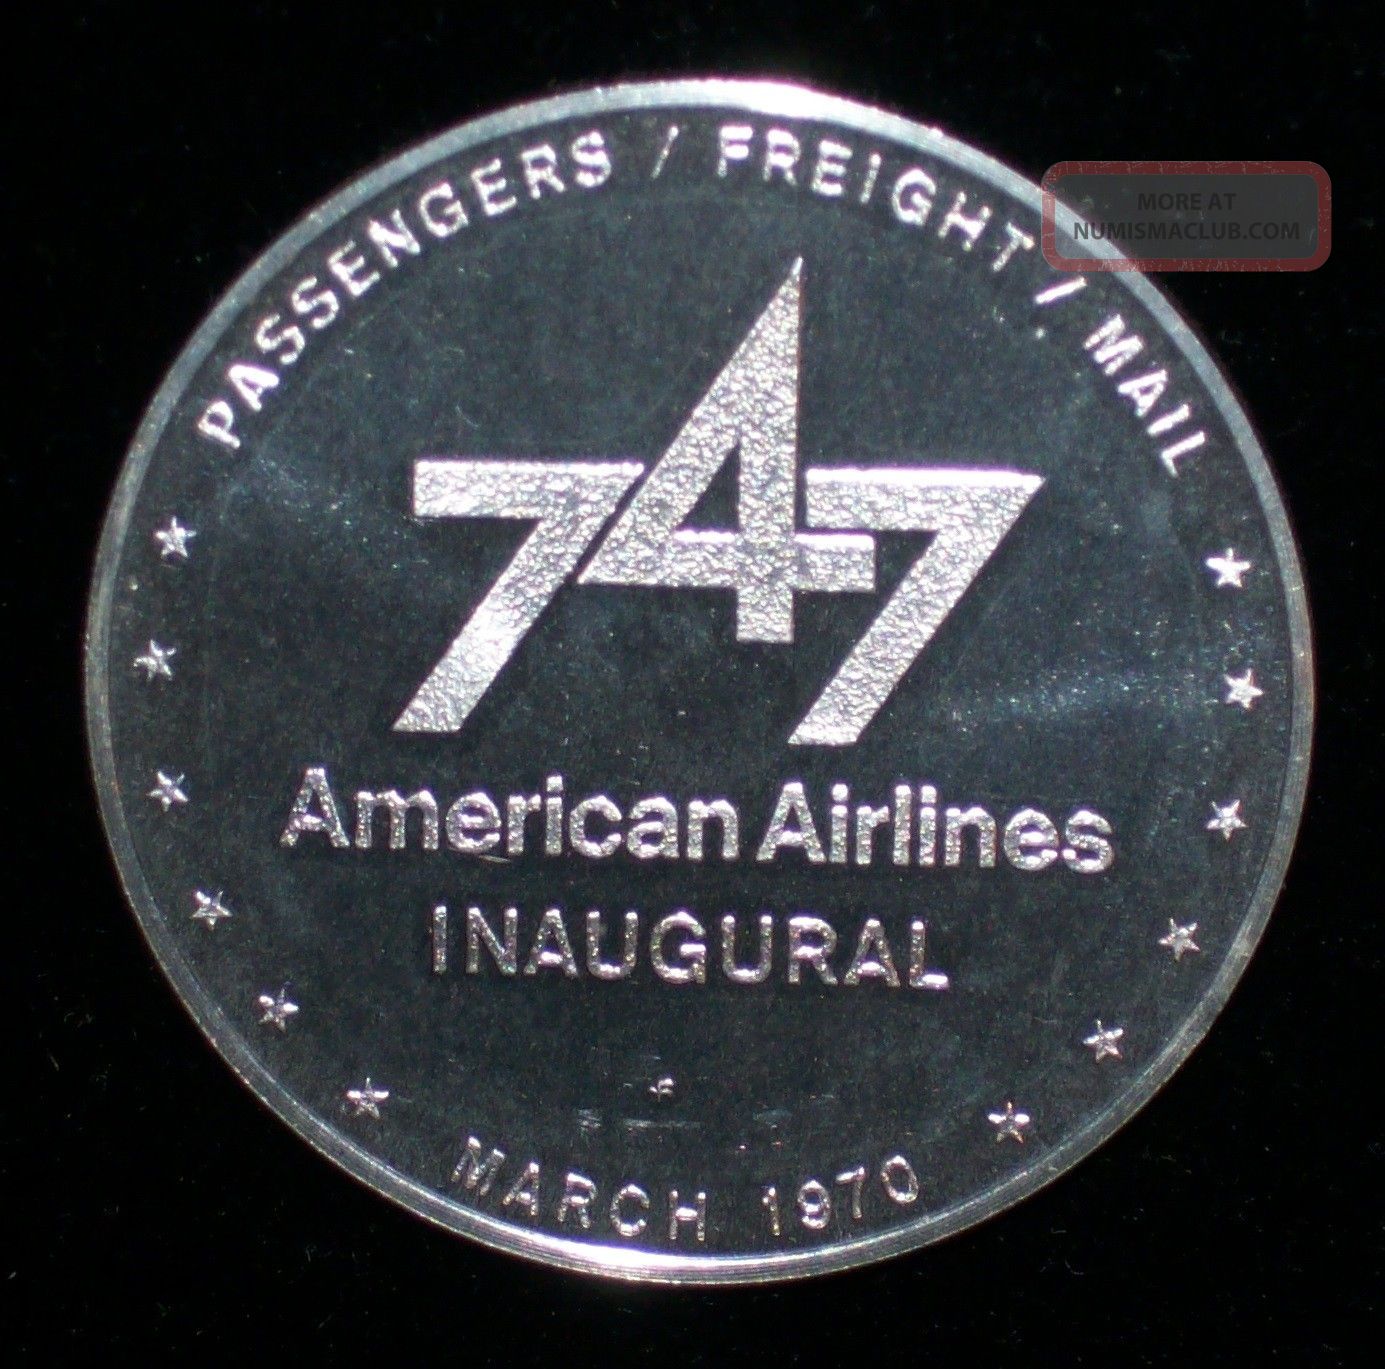 PASSENGERS / FREIGHT / MAIL
MORE AT
NUMISMACLUB.COM
747
American Airlines
INAUGURAL
MARCH 1970